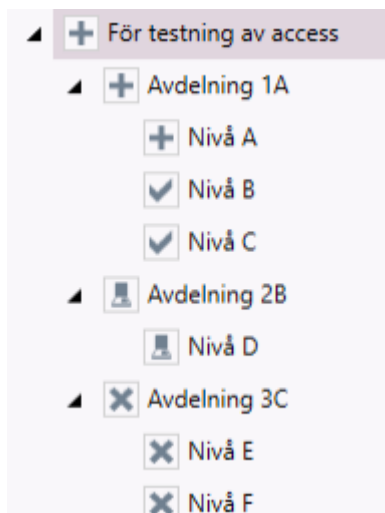 För testning av access
Avdelning 1A
Nivå A
Nivå B
Nivå C
Avdelning 2B
Nivå D
Avdelning 3C
Nivå E
Nivå F